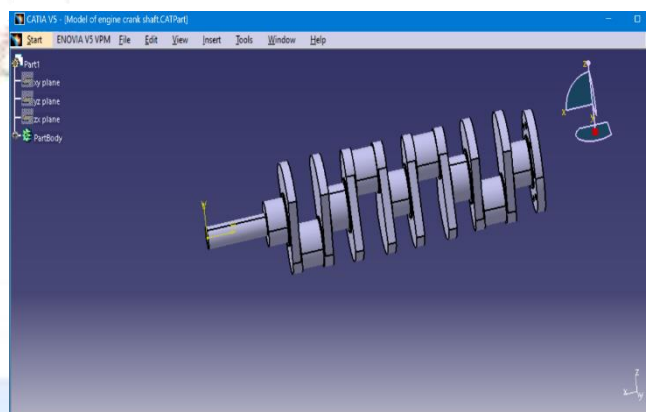 CATIA V5 - [Model of engine crank shaft.CATPart]
Start ENOVIA V5 VPM File Edit View Insert Tools Window Help
Part1
xy plane
yz plane
zx plane
PartBody
z
x
y
y
z
x
y